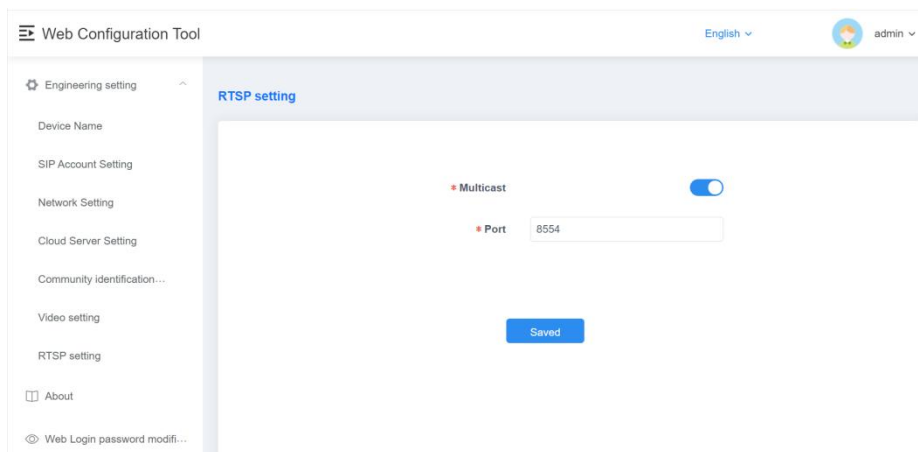 Web Configuration Tool
English
admin
Engineering setting
RTSP setting
Device Name
SIP Account Setting
* Multicast
Network Setting
* Port 8554
Cloud Server Setting
Community identification…
Video setting
Saved
RTSP setting
About
Web Login password modifi…